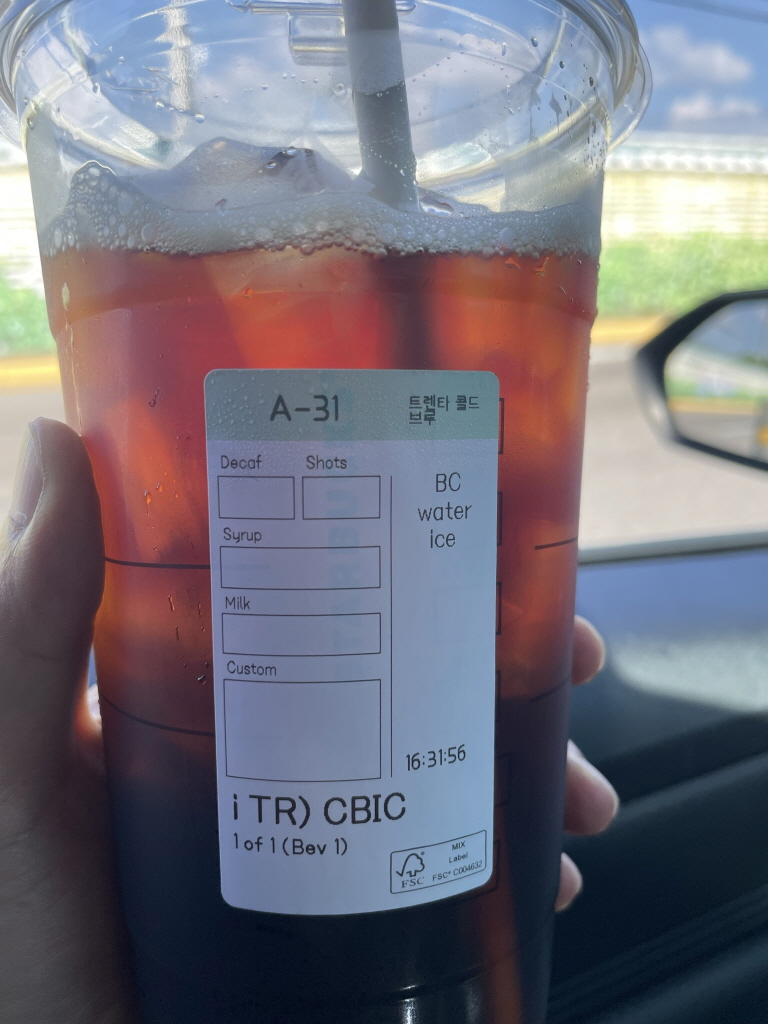 A-31
트렌타 콜드
브루
Decaf
Shots
Syrup
Milk
Custom
BC
water
ice
16:31:56
i TR) CBIC
1 of 1 (Bev 1)
FSC
MIX
Label
FSC® C004632